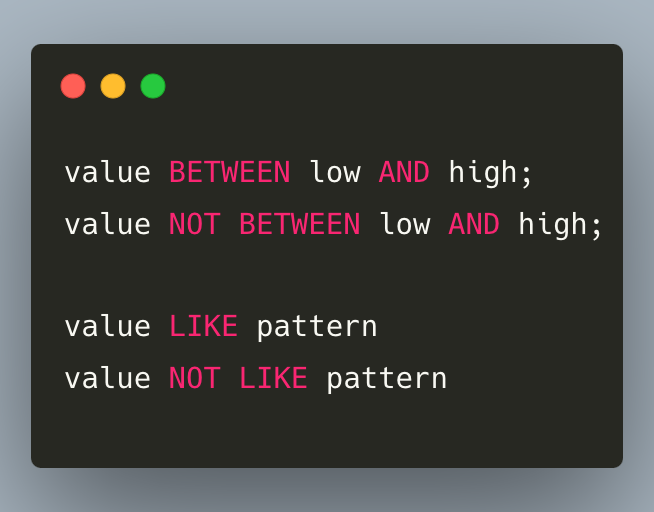 value BETWEEN low AND high;
value NOT BETWEEN low AND high;
value LIKE pattern
value NOT LIKE pattern